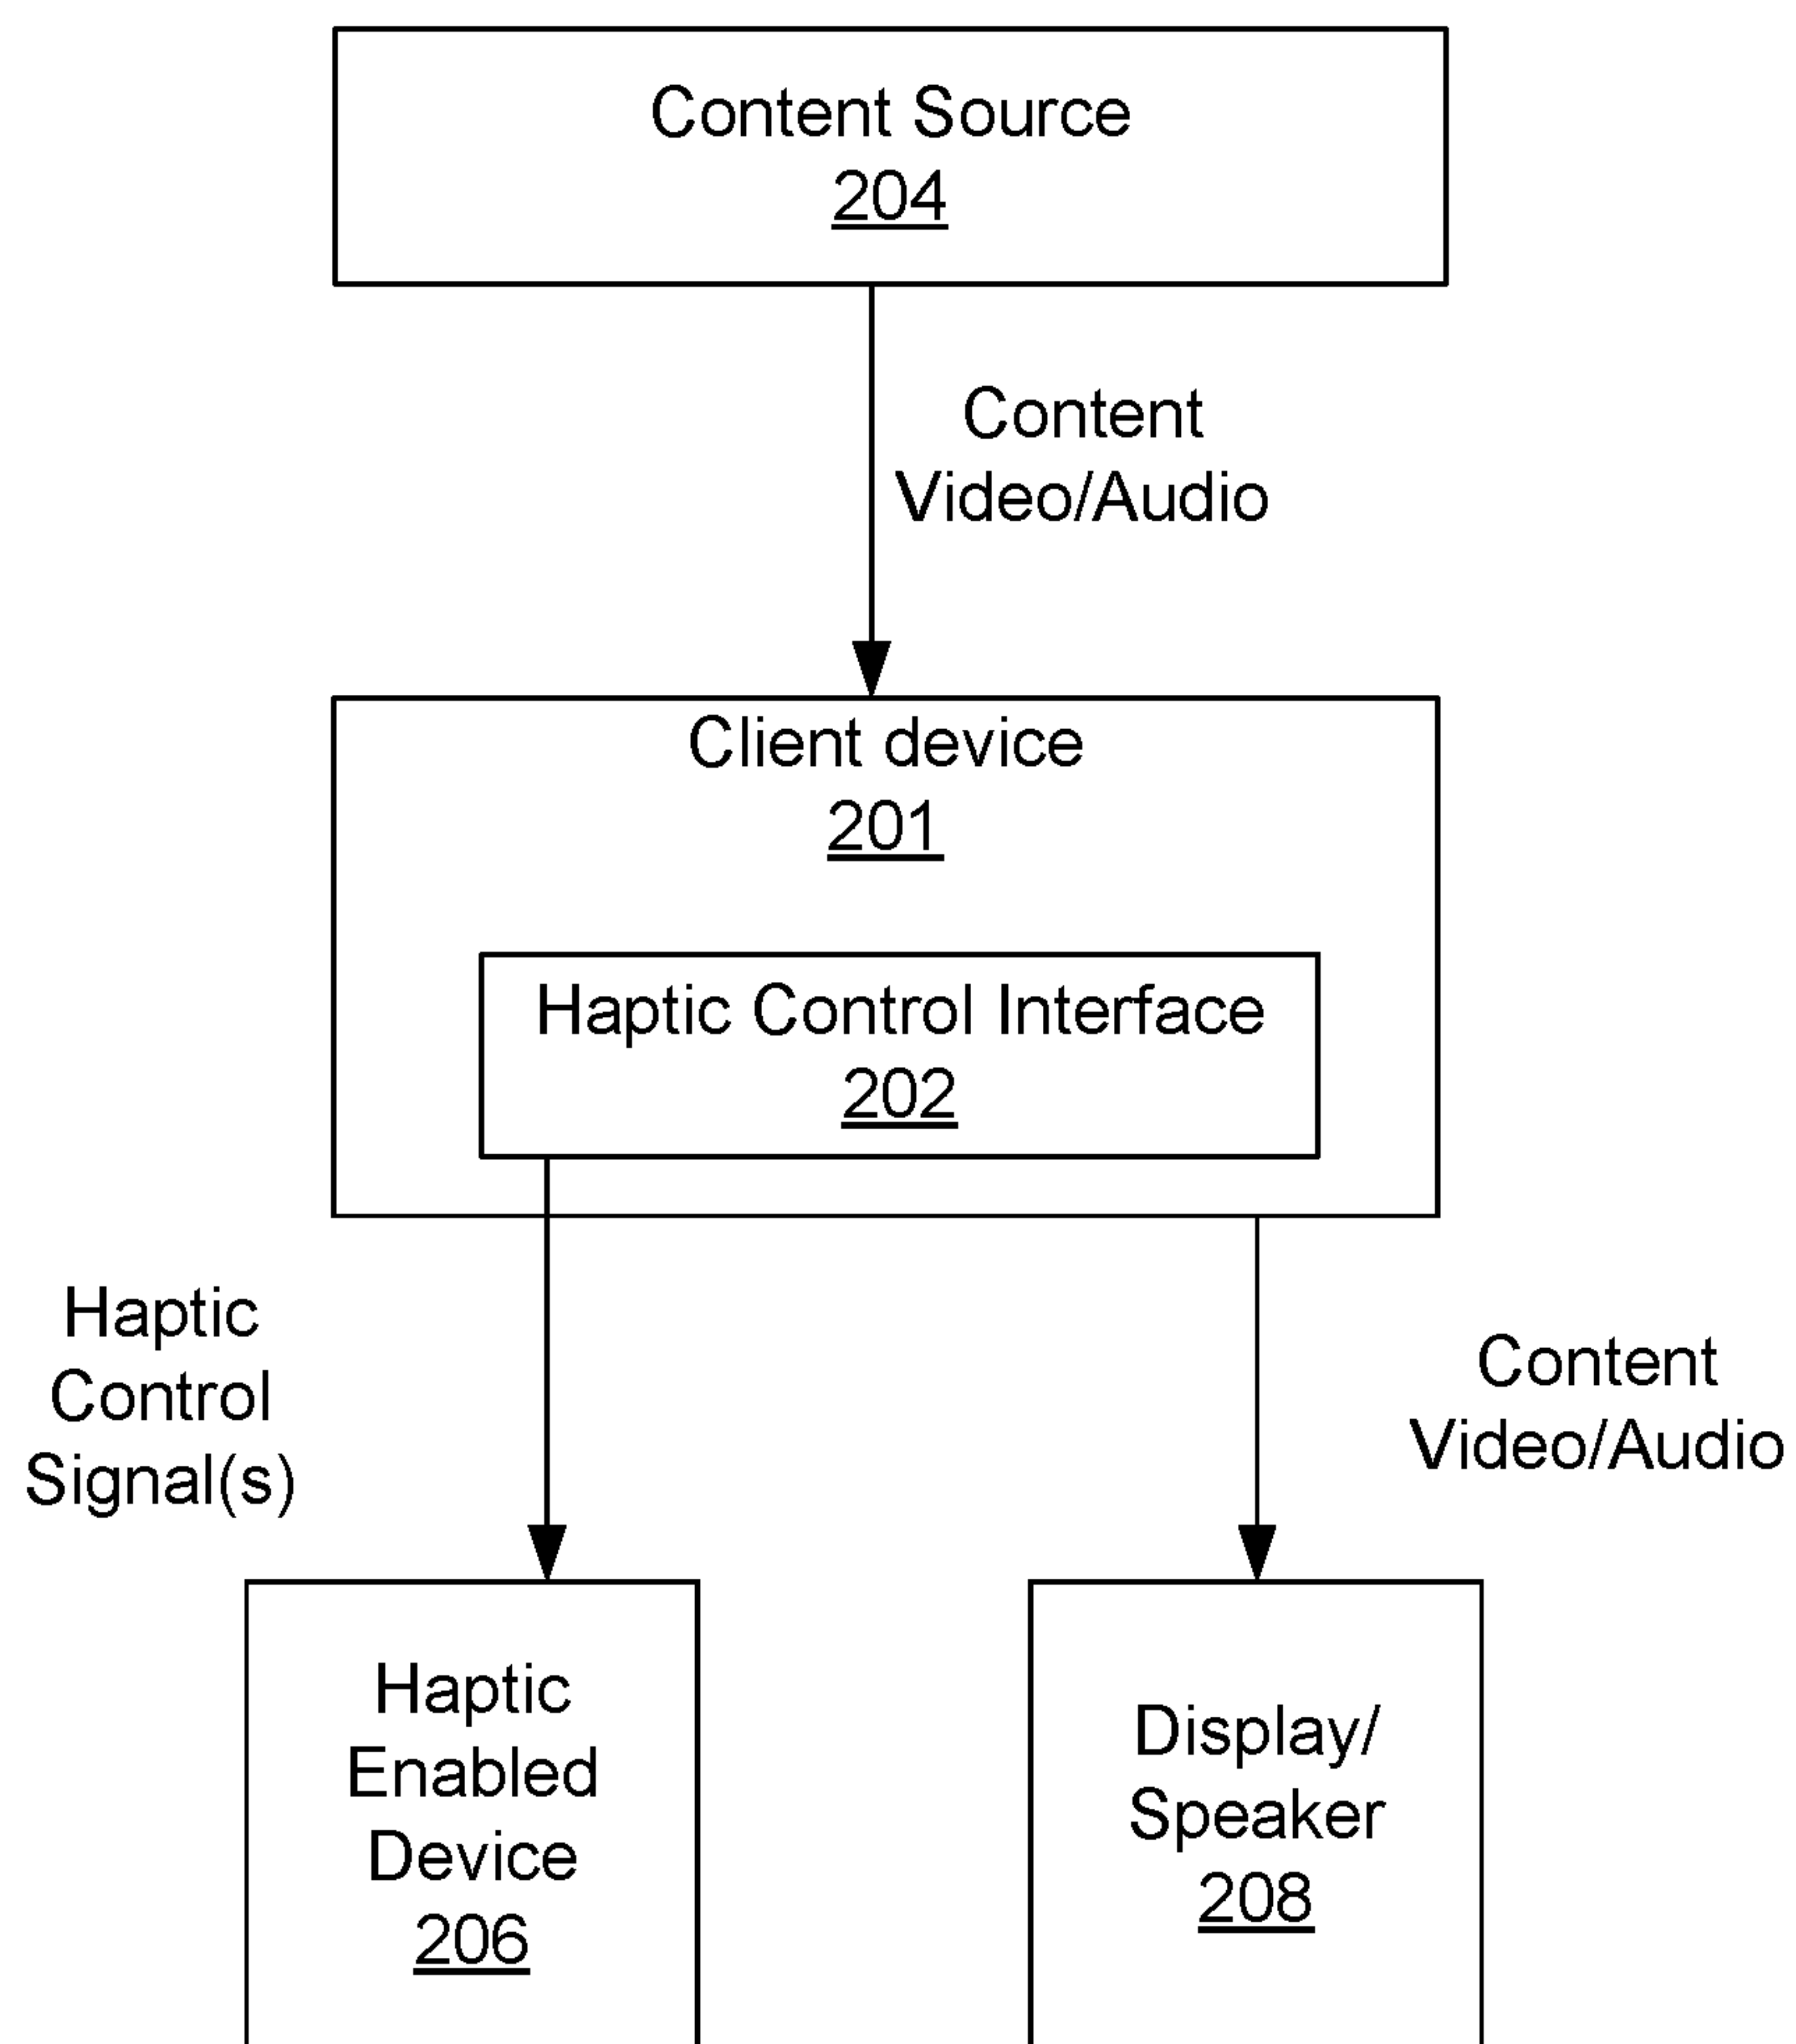 Content Source
204
Content
Video/Audio
Client device
201
Haptic Control Interface
202
Haptic
Control
Signal(s)
Content
Video/Audio
Haptic
Enabled
Device
206
Display/
Speaker
208